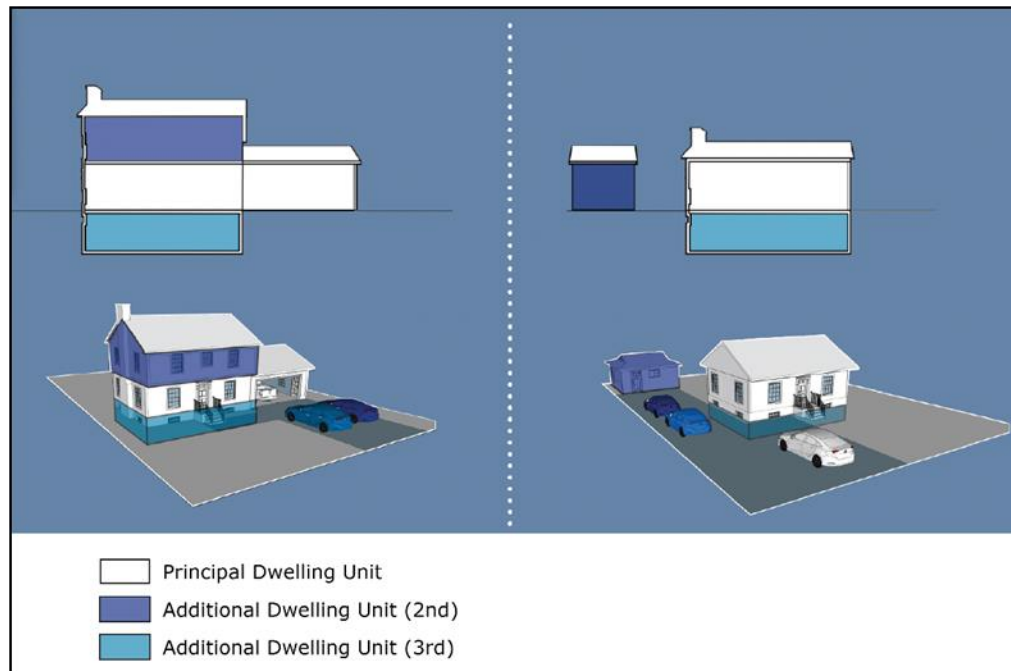 Principal Dwelling Unit
Additional Dwelling Unit (2nd)
Additional Dwelling Unit (3rd)